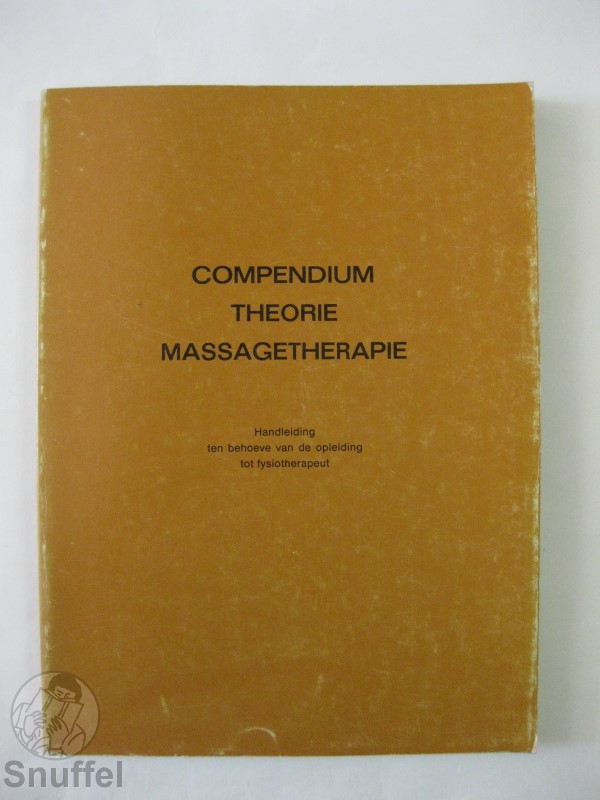 COMPENDIUM
THEORIE
MASSAGETHERAPIE
Handleiding
ten behoeve van de opleiding
tot fysiotherapeut
Snuffel